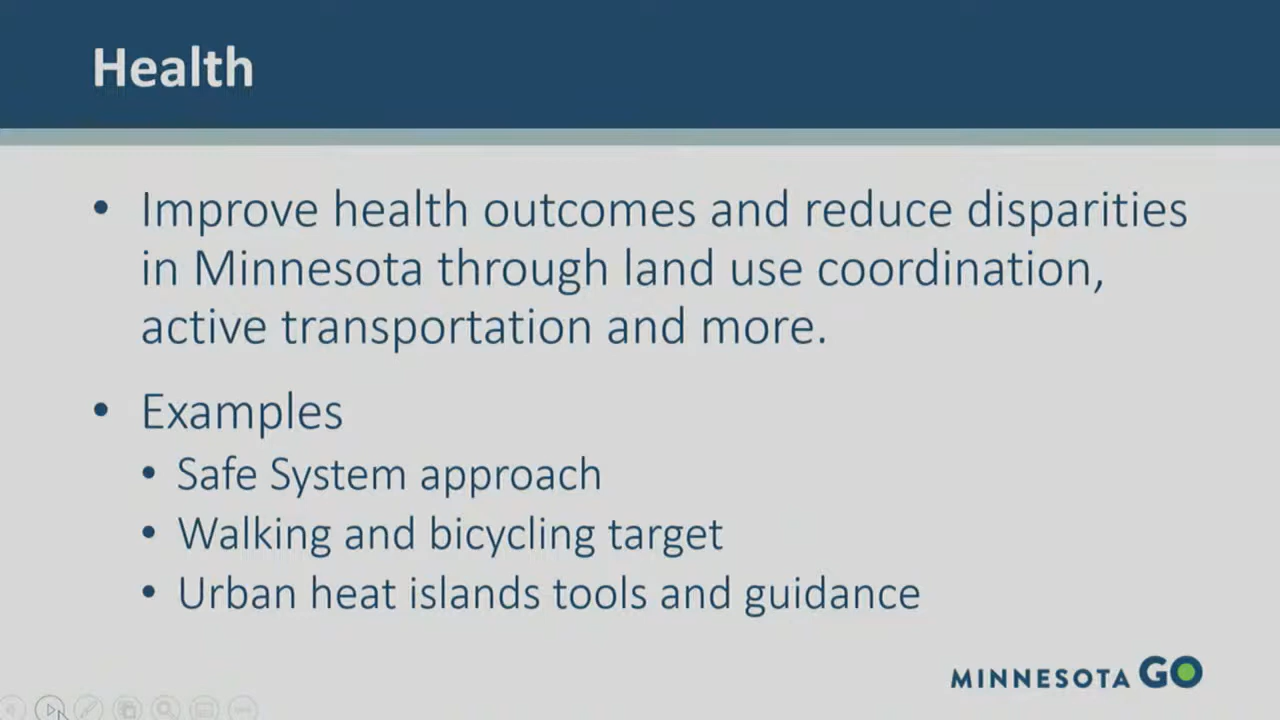 Health
• Improve health outcomes and reduce disparities
in Minnesota through land use coordination,
active transportation and more.
• Examples
• Safe System approach
• Walking and bicycling target
• Urban heat islands tools and guidance
MINNESOTA GO